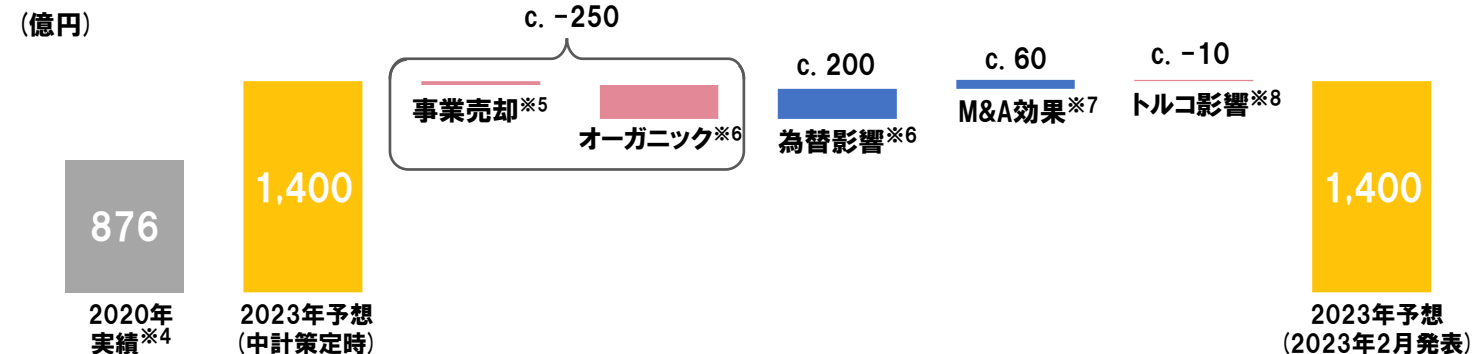 (億円)
c. -250
事業売却※5
オーガニック※6
c. 200
為替影響※6
c. 60
M&A効果※7
c. -10
トルコ影響※8
876
2020年
実績※4
1,400
2023年予想
(中計策定時)
1,400
2023年予想
(2023年2月発表)